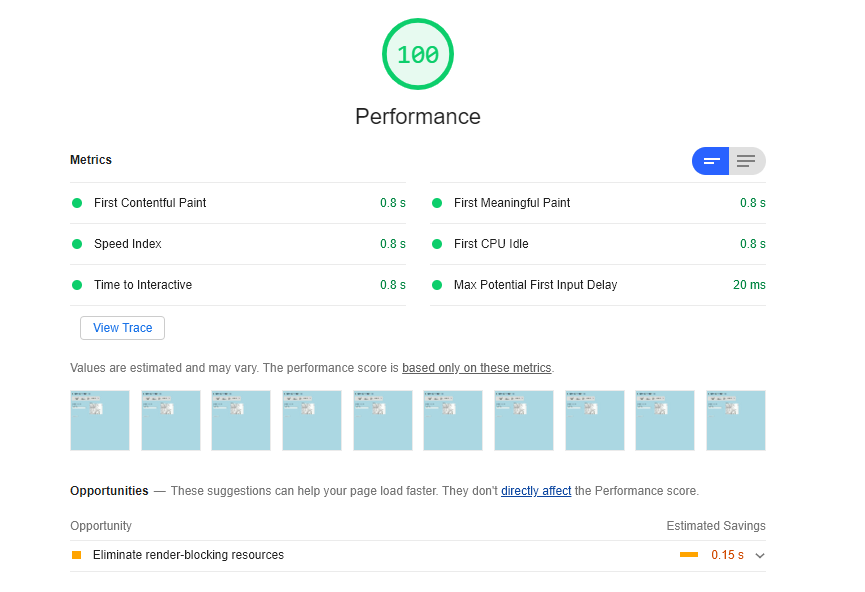 100
Performance
Metrics
First Contentful Paint 0.8 s
First Meaningful Paint 0.8 s
Speed Index 0.8 s
First CPU Idle 0.8 s
Time to Interactive 0.8 s
Max Potential First Input Delay 20 ms
View Trace
Values are estimated and may vary. The performance score is based only on these metrics.
Opportunities — These suggestions can help your page load faster. They don't directly affect the Performance score.
Opportunity Estimated Savings
Eliminate render-blocking resources 0.15 s